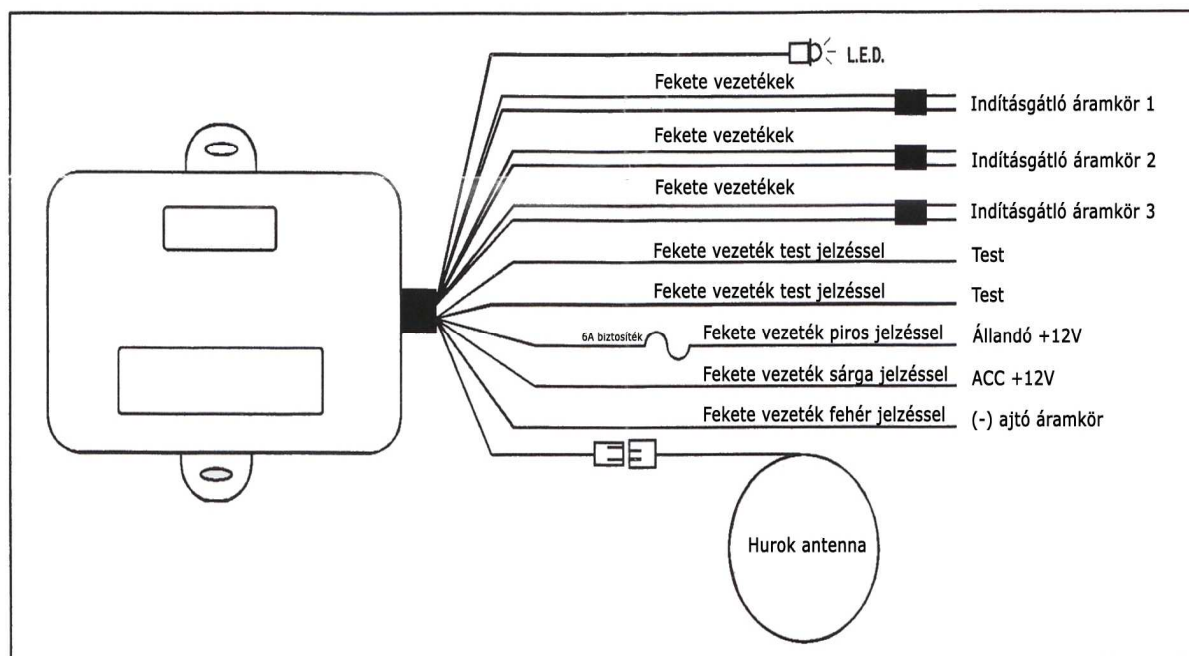 L.E.D.
Fekete vezetékek
Indításgátló áramkör 1
Fekete vezetékek
Indításgátló áramkör 2
Fekete vezetékek
Indításgátló áramkör 3
Fekete vezeték test jelzéssel
Test
Fekete vezeték test jelzéssel
Test
6A biztosíték
Fekete vezeték piros jelzéssel
Állandó +12V
Fekete vezeték sárga jelzéssel
ACC +12V
Fekete vezeték fehér jelzéssel
(-) ajtó áramkör
Hurok antenna